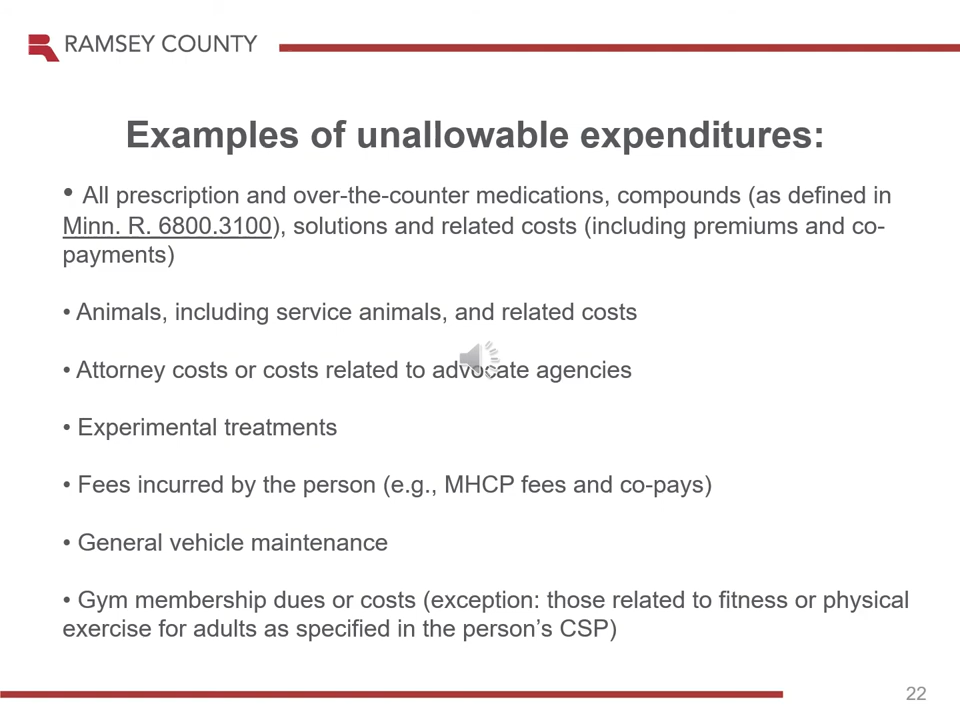 RAMSEY COUNTY
Examples of unallowable expenditures:
• All prescription and over-the-counter medications, compounds (as defined in
Minn. R. 6800.3100), solutions and related costs (including premiums and co-
payments)
• Animals, including service animals, and related costs
• Attorney costs or costs related to advocate agencies
• Experimental treatments
• Fees incurred by the person (e.g., MHCP fees and co-pays)
• General vehicle maintenance
• Gym membership dues or costs (exception: those related to fitness or physical
exercise for adults as specified in the person’s CSP)
22